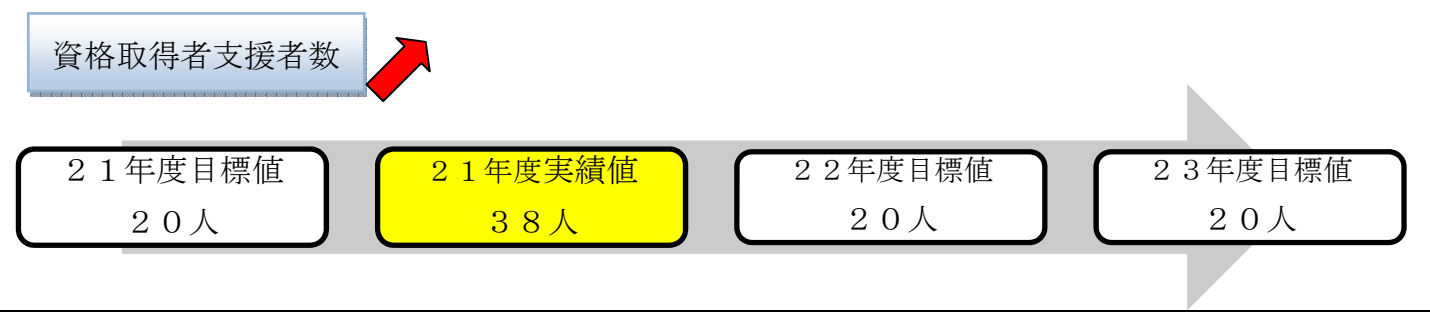 資格取得者支援者数
２１年度目標値
２０人
２１年度実績値
３８人
２２年度目標値
２０人
２３年度目標値
２０人